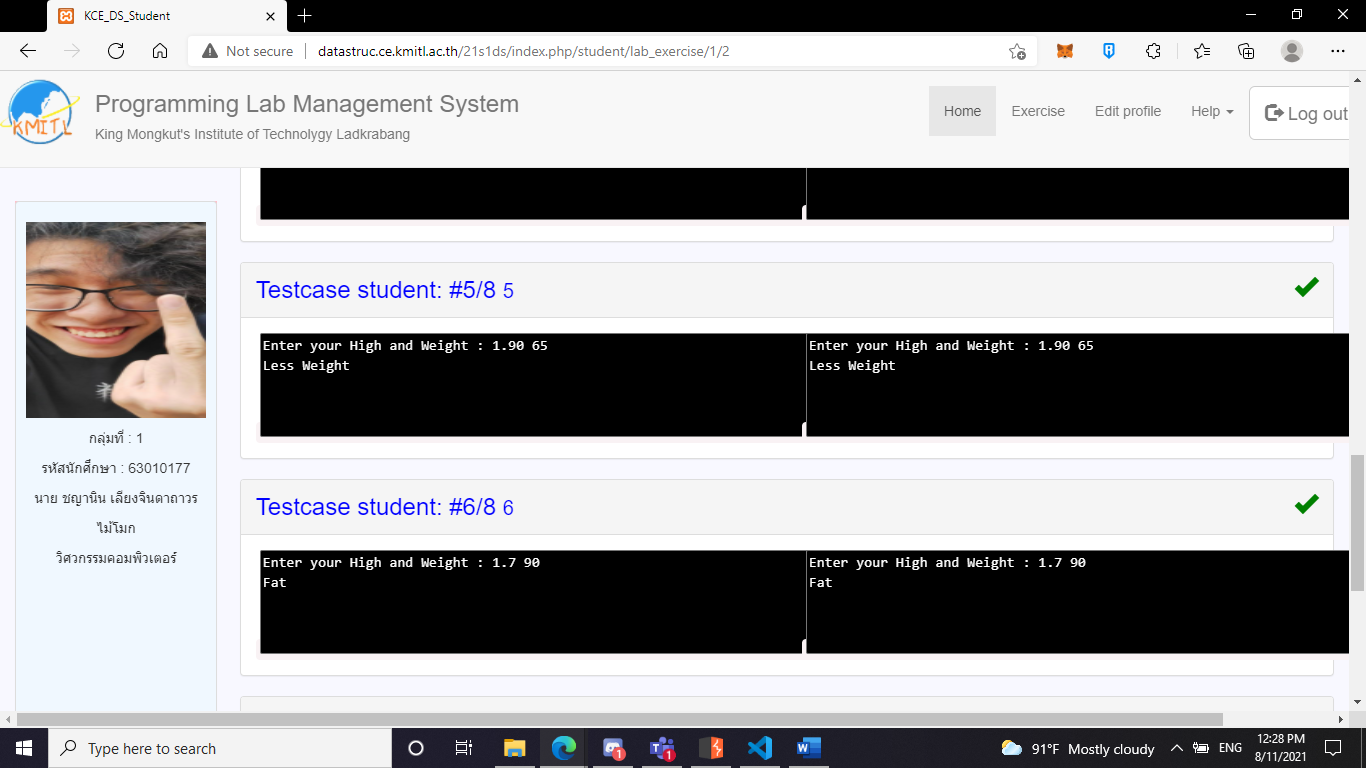 KCE_DS_Student
Not secure
datastruc.ce.kmitl.ac.th/21s1ds/index.php/student/lab_exercise/1/2
KMITL
Programming Lab Management System
King Mongkut's Institute of Technolygy Ladkrabang
Home
Exercise
Edit profile
Help
Log out
กลุ่มที่ : 1
รหัสนักศึกษา : 63010177
นาย ชญานิน เลียงจินดาถาวร
ไม้โมก
วิศวกรรมคอมพิวเตอร์
Testcase student: #5/8 5
Enter your High and Weight : 1.90 65
Less Weight
Enter your High and Weight : 1.90 65
Less Weight
Testcase student: #6/8 6
Enter your High and Weight : 1.7 90
Fat
Enter your High and Weight : 1.7 90
Fat
Type here to search
1
1
91°F Mostly cloudy
ENG
12:28 PM
8/11/2021